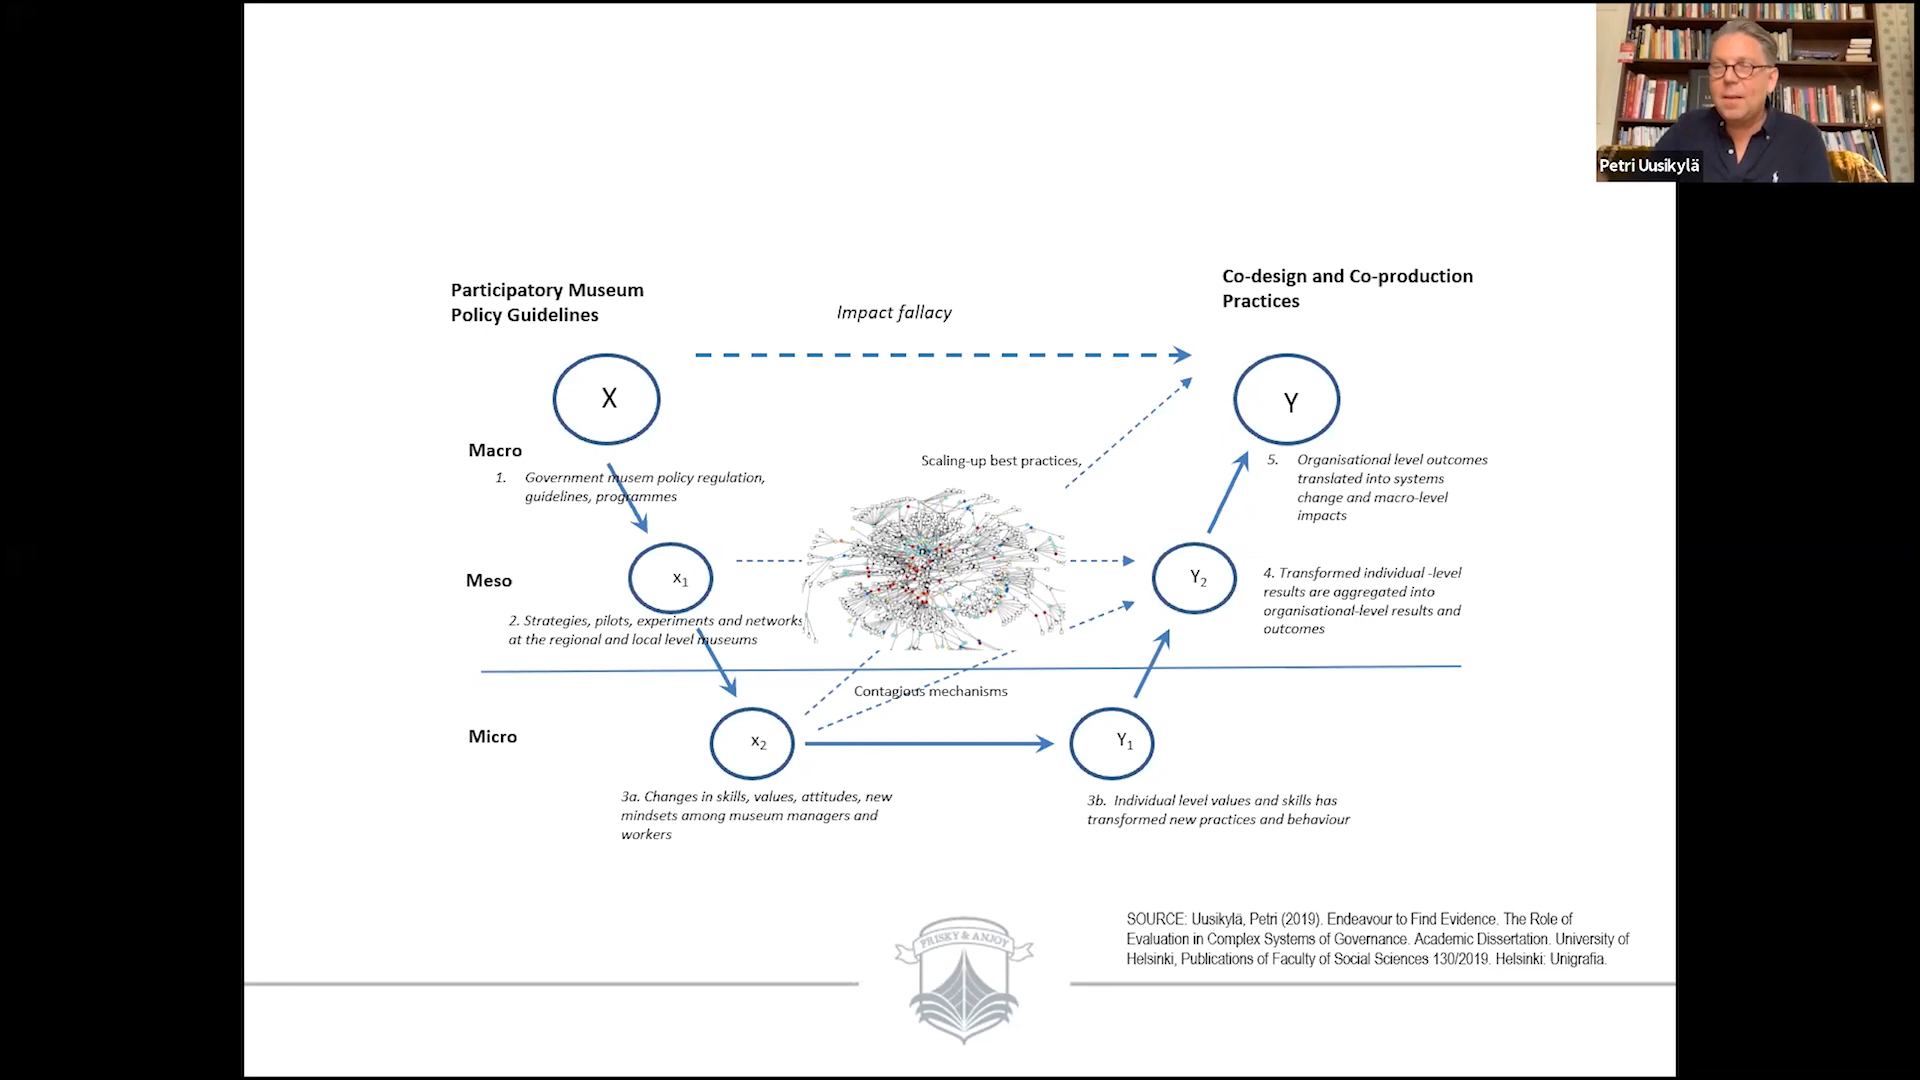 Petri Uusikylä
Participatory Museum
Policy Guidelines
Impact fallacy
Co-design and Co-production
Practices
X
Y
Macro
1. Government musem policy regulation,
guidelines, programmes
Scaling-up best practices,
5. Organisational level outcomes
translated into systems
change and macro-level
impacts
Meso
x1
Y2
2. Strategies, pilots, experiments and networks
at the regional and local level museums
4. Transformed individual -level
results are aggregated into
organisational-level results and
outcomes
Contagious mechanisms
Micro
x2
Y1
3a. Changes in skills, values, attitudes, new
mindsets among museum managers and
workers
3b. Individual level values and skills has
transformed new practices and behaviour
SOURCE: Uusikylä, Petri (2019). Endeavour to Find Evidence. The Role of
Evaluation in Complex Systems of Governance. Academic Dissertation. University of
Helsinki, Publications of Faculty of Social Sciences 130/2019. Helsinki: Unigrafia.
FRISKY & ANJOY